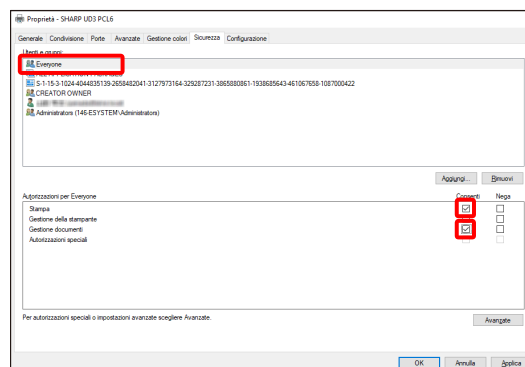 Proprietà - SHARP UD3 PCL6
Generale Condivisione Porte Avanzate Gestione colori Sicurezza Configurazione
Utenti e gruppi:
Everyone
S-1-15-3-1024-4044835139-2658482041-3127973164-329287231-3865880861-1938685643-461067658-1087000422
CREATOR OWNER
Administrators (146-ESYSTEM\Administrators)
Aggiungi... Rimuovi
Autorizzazioni per Everyone Consenti Nega
Stampa
Gestione della stampante
Gestione documenti
Autorizzazioni speciali
Per autorizzazioni speciali o impostazioni avanzate scegliere Avanzate.
Avanzate
OK Annulla Applica